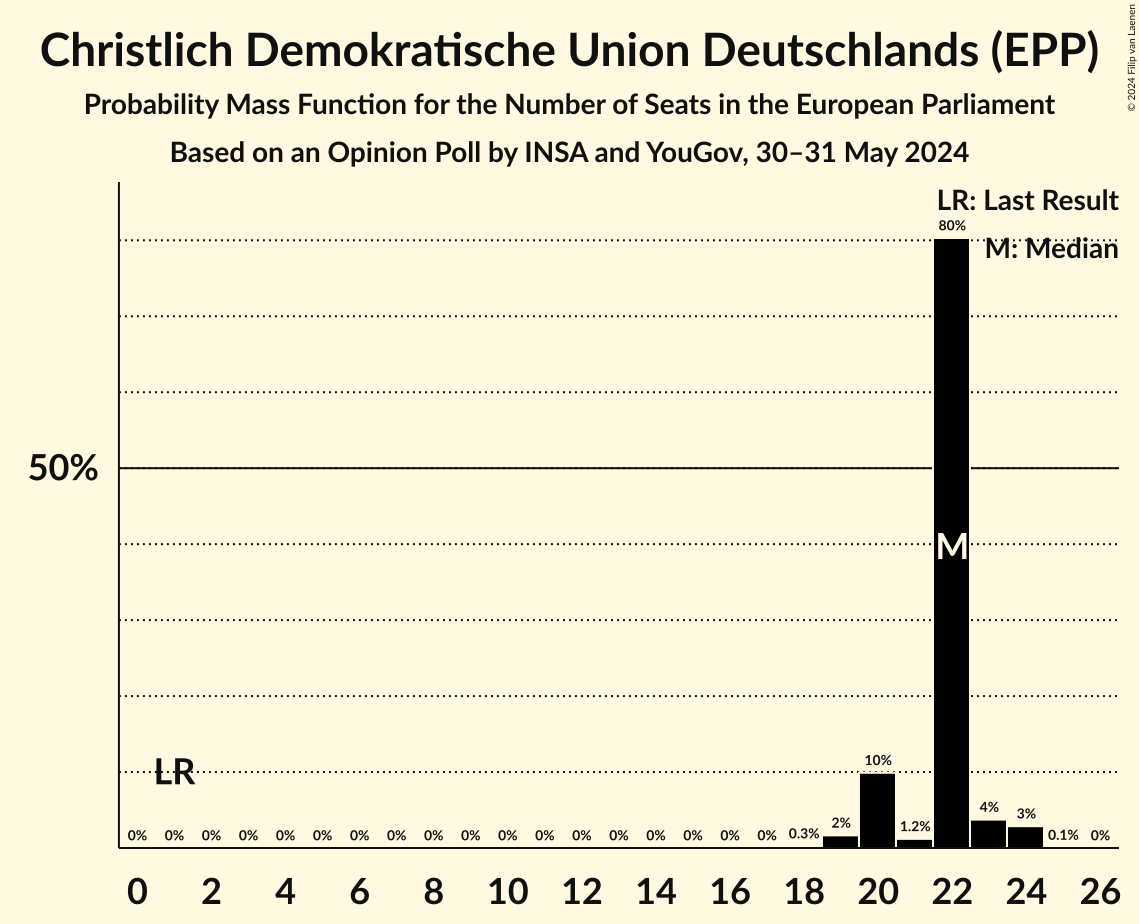 Christlich Demokratische Union Deutschlands (EPP)
Probability Mass Function for the Number of Seats in the European Parliament
Based on an Opinion Poll by INSA and YouGov, 30–31 May 2024
© 2024 Filip van Laenen
LR: Last Result
80%
M: Median
50%
M
LR
10%
4%
3%
2%
1.2%
0% 0% 0% 0% 0% 0% 0% 0% 0% 0% 0% 0% 0% 0% 0% 0% 0% 0% 0.3% 0.1% 0%
0 2 4 6 8 10 12 14 16 18 20 22 24 26